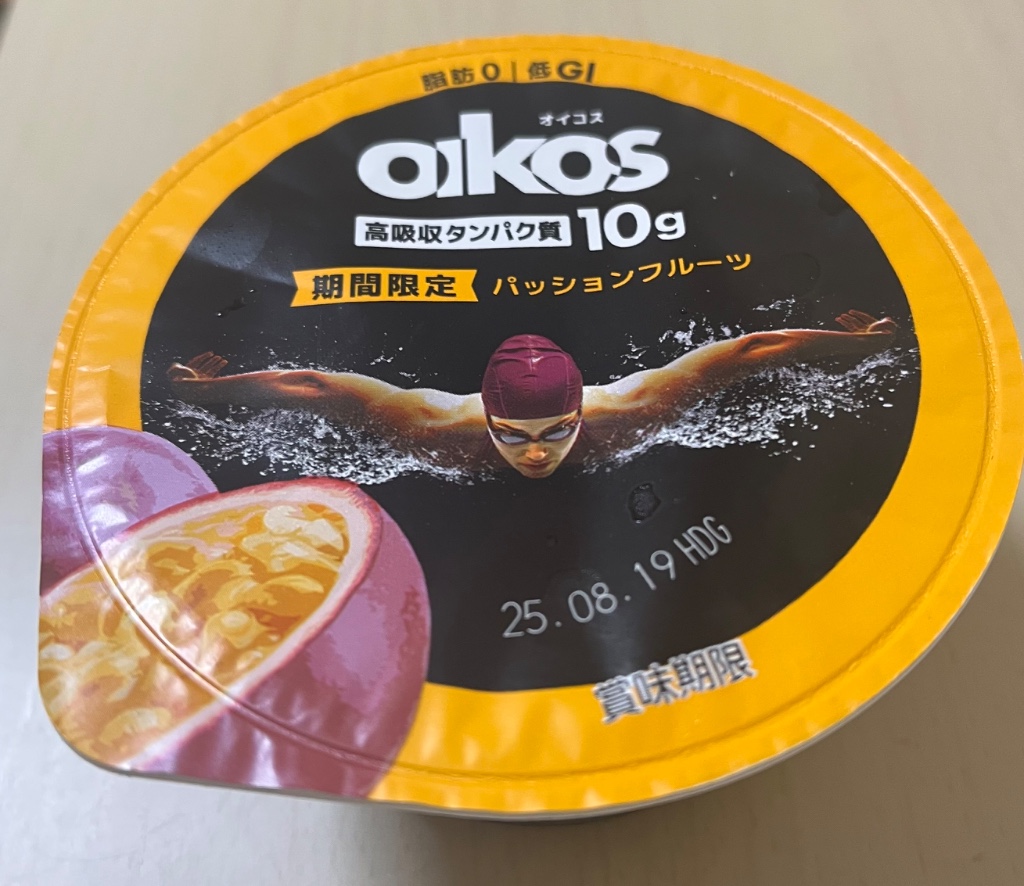 脂肪0|低GI
オイコス
oikos
高吸収タンパク質 10g
期間限定 パッションフルーツ
25.08.19 HDG
賞味期限